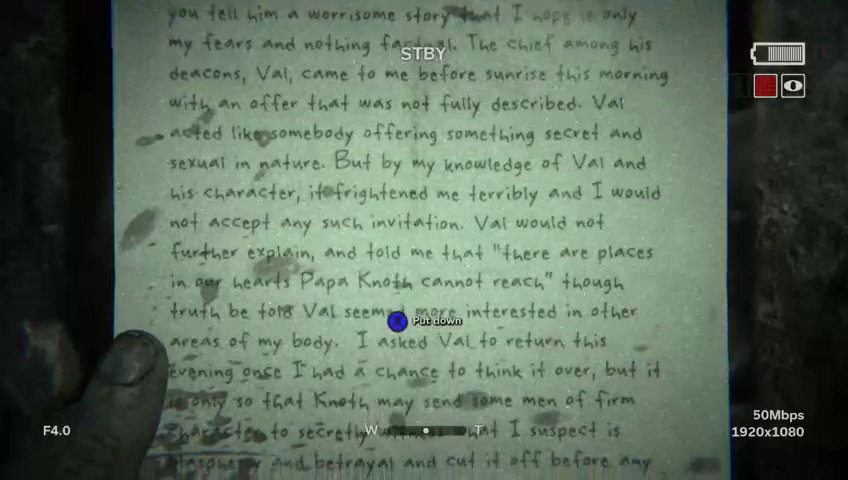 you tell him a worrisome story that I hope is only
my fears and nothing factual. The chief among his
STBY
deacons, Val, came to me before sunrise this morning
with an offer that was not fully described. Val
acted like somebody offering something secret and
sexual in nature. But by my knowledge of Val and
his character, it frightened me terribly and I would
not accept any such invitation. Val would not
further explain, and told me that "there are places
in our hearts Papa Knoth cannot reach" though
truth be told Val seemed more interested in other
Put down
areas of my body. I asked Val to return this
evening once I had a chance to think it over, but it
is only so that Knoth may send some men of firm
character to secretly witness what I suspect is
blasphemy and betrayal and cut it off before any
F4.0
W T
50Mbps
1920x1080